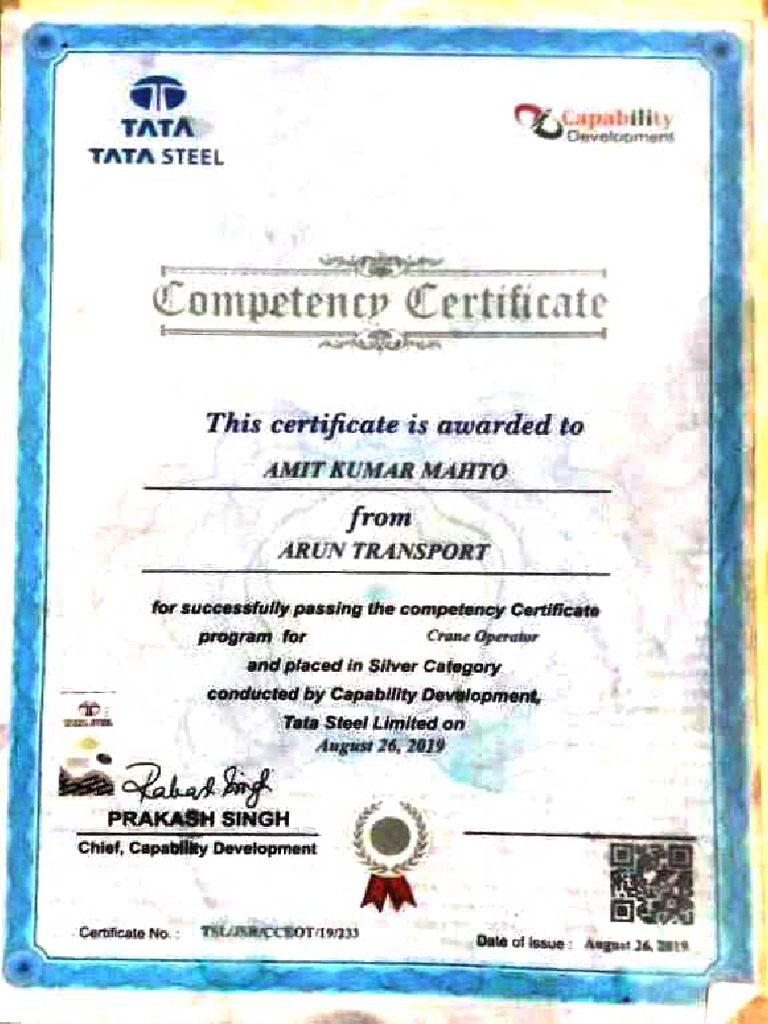 TATA
TATA STEEL
Capability
Development
Competency Certificate
This certificate is awarded to
AMIT KUMAR MAHTO
from
ARUN TRANSPORT
for successfully passing the competency Certificate
program for Crane Operator
and placed in Silver Category
conducted by Capability Development,
Tata Steel Limited on
August 26, 2019
PRAKASH SINGH
Chief, Capability Development
Certificate No. :
Date of Issue : August 26, 2019